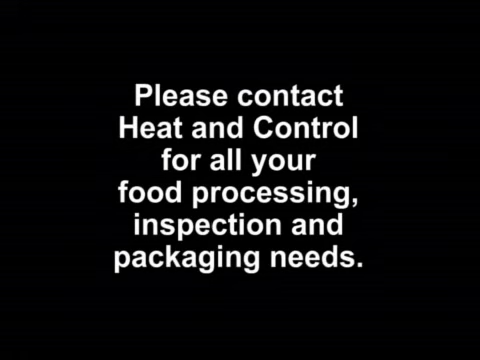 Please contact
Heat and Control
for all your
food processing,
inspection and
packaging needs.